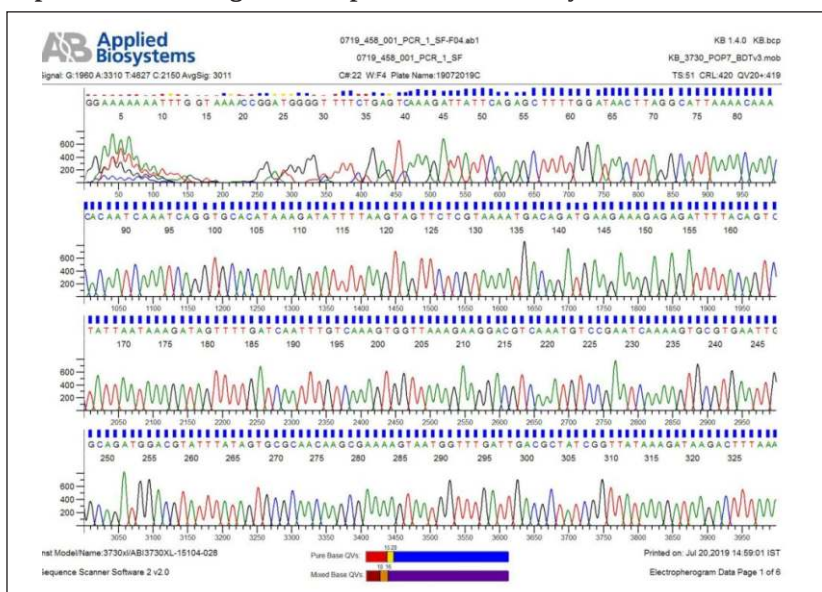 AB Applied Biosystems
0719_458_001_PCR_1_SF-F04.ab1
KB 1.4.0 KB.bcp
0719_458_001_PCR_1_SF
KB_3730_POP7_BDTv3.mob
ignal: G:1960 A:3310 T:4627 C:2150 AvgSig: 3011
C#:22 W:F4 Plate Name:19072019C
TS:51 CRL:420 QV20+:419
GGAAAAAAATTTGGTAAAACCGGATGGGGTTTTCTGAGTCAAAGATTATTCAGAGCTTTTGGATAACTTAGGCATTAAAACAAA
5 10 15 20 25 30 35 40 45 50 55 60 65 70 75 80
600
400
200
50 100 150 200 250 300 350 400 450 500 550 600 650 700 750 800 850 900 950
CACAATCAAATCAGGTGCACATAAAGATATTTTAAGTAGTTCTCGTAAAATGACAGATGAAGAAAGAGAGATTTTACAGTC
90 95 100 105 110 115 120 125 130 135 140 145 150 155 160
600
400
200
1050 1100 1150 1200 1250 1300 1350 1400 1450 1500 1550 1600 1650 1700 1750 1800 1850 1900 1950
TATTAATAAAGATAGTTTTGATCAATTTGTCAAAGTGGTTAAAGAAGGACGTCAAATGTCCGAATCAAAAGTGCGTGAATTC
170 175 180 185 190 195 200 205 210 215 220 225 230 235 240 245
600
400
200
2050 2100 2150 2200 2250 2300 2350 2400 2450 2500 2550 2600 2650 2700 2750 2800 2850 2900 2950
GCAGATGGACGTATTTATAGTGCGCAACAAGCGAAAAGTAATGGTTTGATTGACGCTATCGGTTATAAAGATAAGACTTTAAA
250 255 260 265 270 275 280 285 290 295 300 305 310 315 320 325
600
400
200
3050 3100 3150 3200 3250 3300 3350 3400 3450 3500 3550 3600 3650 3700 3750 3800 3850 3900 3950
nst Model/Name:3730xl/ABI3730XL-15104-028
Pure Base QVs:
Printed on: Jul 20,2019 14:59:01 IST
equence Scanner Software 2 v2.0
Mixed Base QVs:
Electropherogram Data Page 1 of 6